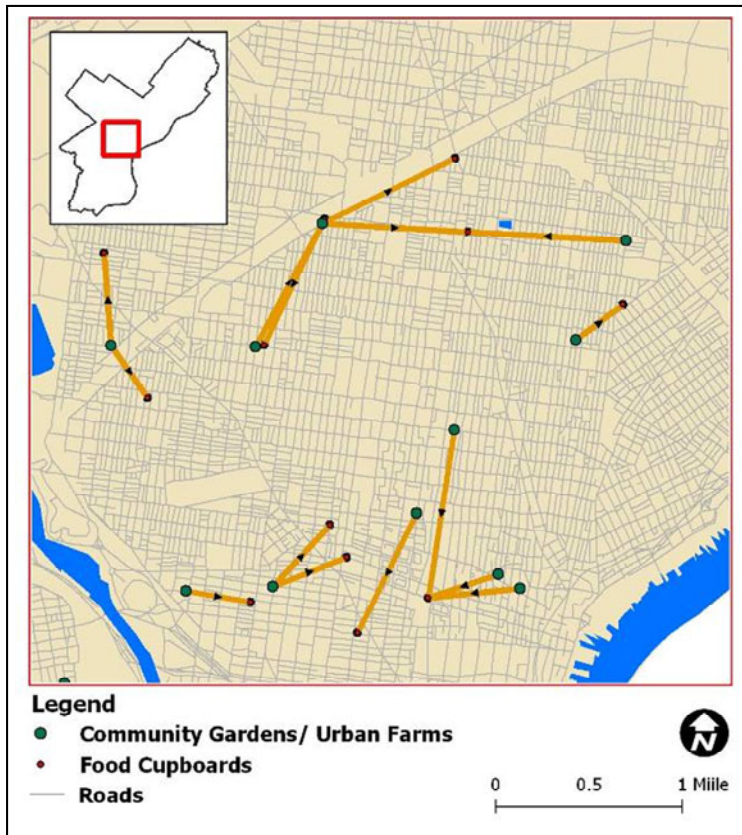 Legend
Community Gardens/ Urban Farms
Food Cupboards
Roads
N
0 0.5 1 Miile